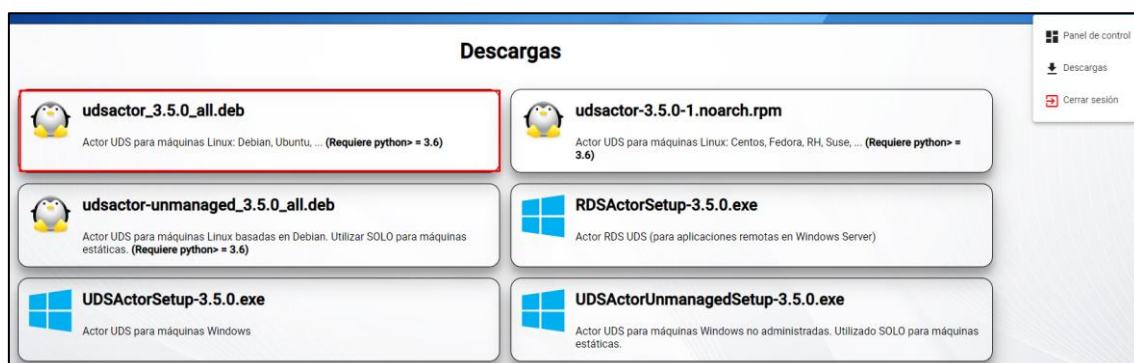 Descargas
Panel de control
Descargas
Cerrar sesión
udsactor_3.5.0_all.deb
Actor UDS para máquinas Linux: Debian, Ubuntu, ... (Requiere python> = 3.6)
udsactor-3.5.0-1.noarch.rpm
Actor UDS para máquinas Linux: Centos, Fedora, RH, Suse, ... (Requiere python> =
3.6)
udsactor-unmanaged_3.5.0_all.deb
Actor UDS para máquinas Linux basadas en Debian. Utilizar SOLO para máquinas
estáticas. (Requiere python> = 3.6)
RDSActorSetup-3.5.0.exe
Actor RDS UDS (para aplicaciones remotas en Windows Server)
UDSActorSetup-3.5.0.exe
Actor UDS para máquinas Windows
UDSActorUnmanagedSetup-3.5.0.exe
Actor UDS para máquinas Windows no administradas. Utilizado SOLO para máquinas
estáticas.